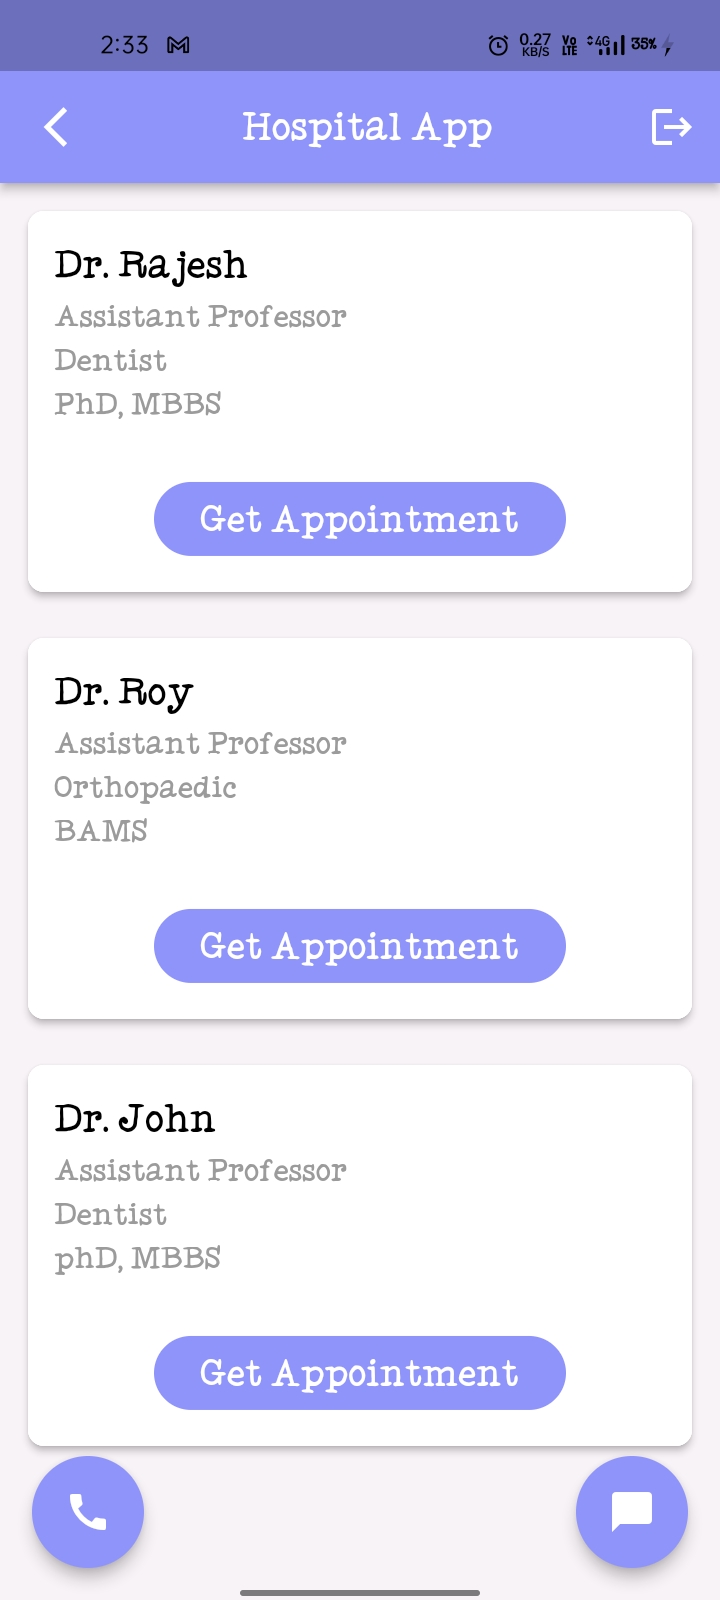 2:33 0.27 KB/S Vo LTE 4G 35%
Hospital App
Dr. Rajesh
Assistant Professor
Dentist
PhD, MBBS
Get Appointment
Dr. Roy
Assistant Professor
Orthopaedic
BAMS
Get Appointment
Dr. John
Assistant Professor
Dentist
phD, MBBS
Get Appointment